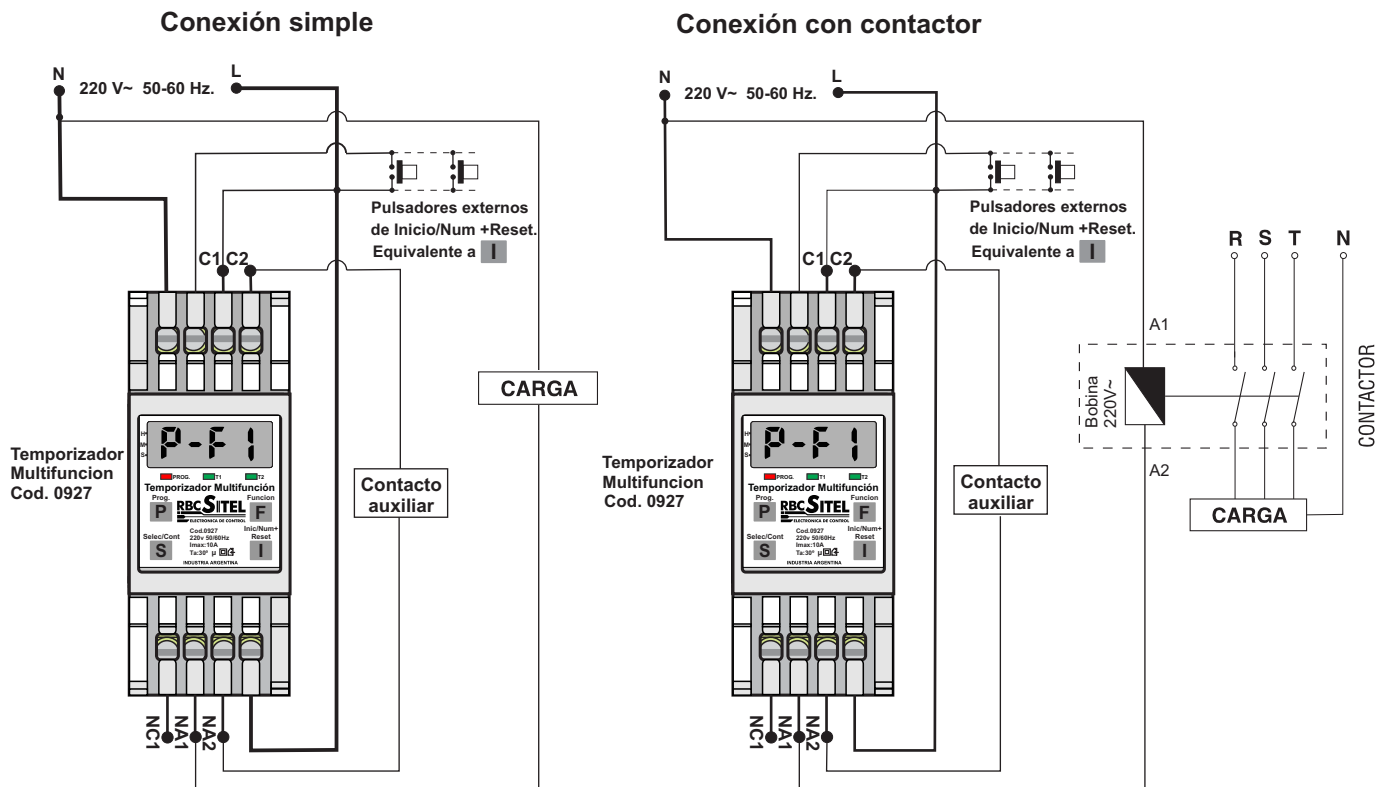 Conexión simple
N
220 V~ 50-60 Hz.
L
Pulsadores externos
de Inicio/Num +Reset.
Equivalente a I
C1 C2
CARGA
Temporizador
Multifuncion
Cod. 0927
H
M
S
P-F1
PROG.
T1
T2
Temporizador Multifunción
Prog.
Funcion
P
RBC SITEL
F
ELECTRONICA DE CONTROL
Selec/Cont
Cod.0927
220v 50/60Hz
Imax:10A
Ta:30° µ
Inic/Num+
Reset
S
I
INDUSTRIA ARGENTINA
Contacto
auxiliar
NC1
NA1
NA2
Conexión con contactor
N
220 V~ 50-60 Hz.
L
Pulsadores externos
de Inicio/Num +Reset.
Equivalente a I
C1 C2
R S T N
A1
Bobina
220V~
CONTACTOR
A2
CARGA
Temporizador
Multifuncion
Cod. 0927
H
M
S
P-F1
PROG.
T1
T2
Temporizador Multifunción
Prog.
Funcion
P
RBC SITEL
F
ELECTRONICA DE CONTROL
Selec/Cont
Cod.0927
220v 50/60Hz
Imax:10A
Ta:30° µ
Inic/Num+
Reset
S
I
INDUSTRIA ARGENTINA
Contacto
auxiliar
NC1
NA1
NA2